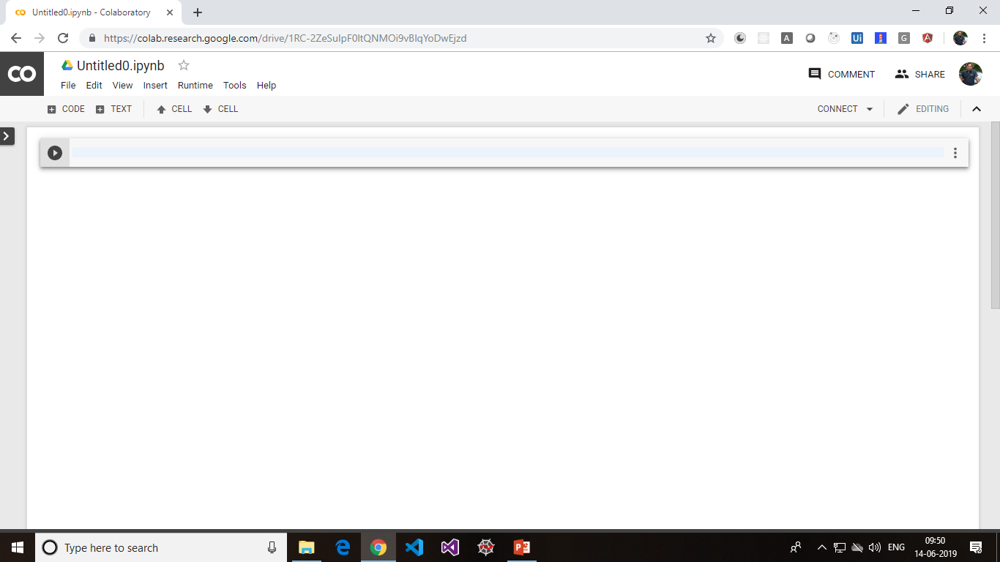 Untitled0.ipynb - Colaboratory
https://colab.research.google.com/drive/1RC-2ZeSuIpF0ltQNMOi9vBIqYoDwEjzd
A
Ui
G
CO
Untitled0.ipynb
COMMENT
SHARE
File Edit View Insert Runtime Tools Help
CODE TEXT CELL CELL
CONNECT EDITING
Type here to search
ENG
09:50
14-06-2019